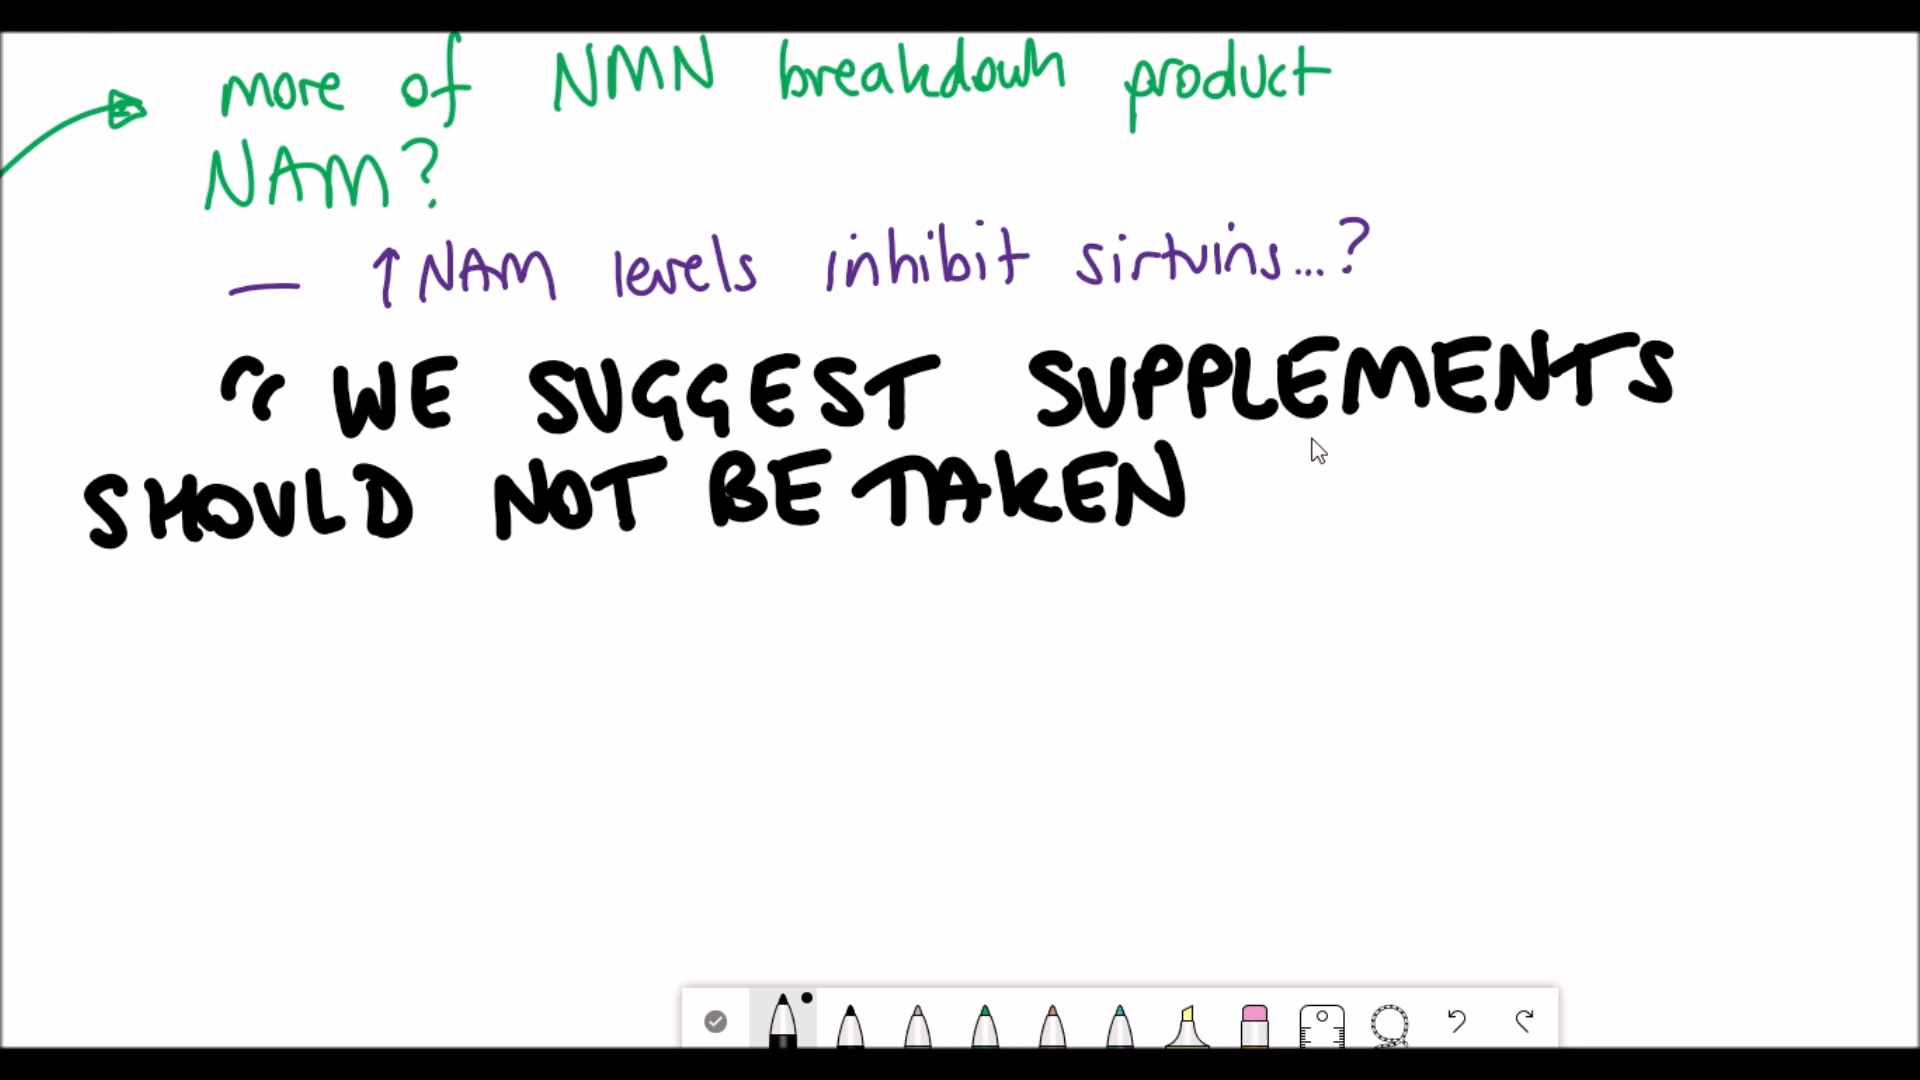 more of NMN breakdown product
NAM?
— ↑ NAM levels inhibit sirtuins...?
“ WE SUGGEST SUPPLEMENTS
SHOULD NOT BE TAKEN